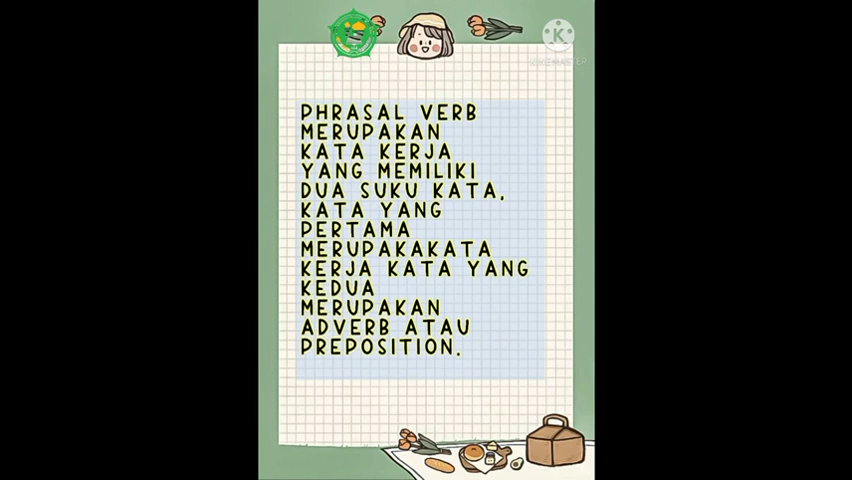 PHRASAL VERB
MERUPAKAN
KATA KERJA
YANG MEMILIKI
DUA SUKU KATA,
KATA YANG
PERTAMA
MERUPAKAKATA
KERJA KATA YANG
KEDUA
MERUPAKAN
ADVERB ATAU
PREPOSITION.
K
KINEMASTER